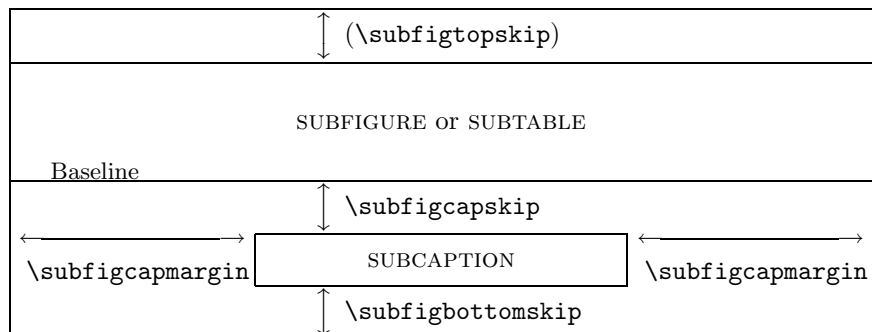 (\subfigtopskip)
SUBFIGURE or SUBTABLE
Baseline
\subfigcapskip
\subfigcapmargin
SUBCAPTION
\subfigcapmargin
\subfigbottomskip